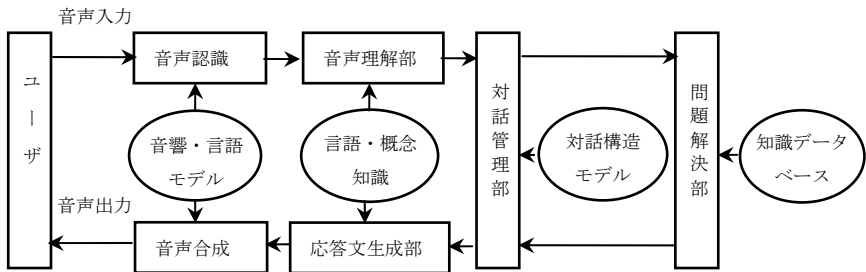 音声入力
ユーザ
音声認識
音声理解部
対話管理部
問題解決部
音響・言語
モデル
言語・概念
知識
対話構造
モデル
知識データ
ベース
音声出力
音声合成
応答文生成部